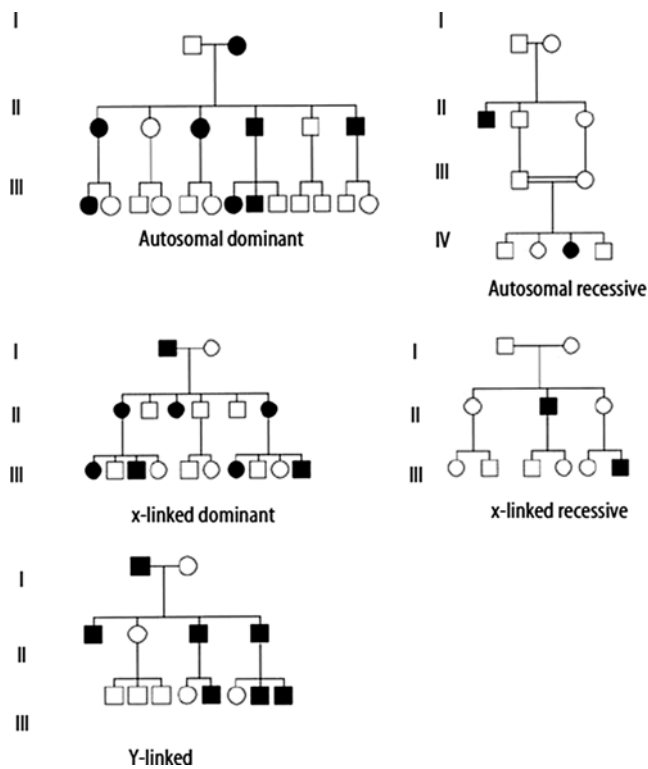 I
II
III
Autosomal dominant
I
II
III
IV
Autosomal recessive
I
II
III
x-linked dominant
I
II
III
x-linked recessive
I
II
III
Y-linked